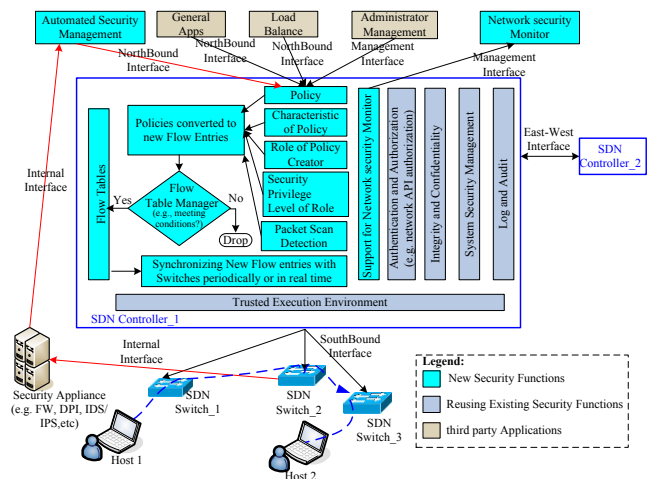 Automated Security
Management
General
Apps
Load
Balance
Administrator
Management
Network security
Monitor
NorthBound
Interface
NorthBound
Interface
NorthBound
Interface
Management
Interface
Management
Interface
Internal
Interface
Policy
Policies converted to
new Flow Entries
Characteristic
of Policy
Role of Policy
Creator
Security
Privilege
Level of Role
Packet Scan
Detection
Flow Tables
Yes
Flow
Table Manager
(e.g., meeting
conditions?)
No
Drop
Synchronizing New Flow entries with
Switches periodically or in real time
Support for Network security Monitor
Authentication and Authorization
(e.g. network API authorization)
Integrity and Confidentiality
System Security Management
Log and Audit
East-West
Interface
SDN
Controller_2
Trusted Execution Environment
SDN Controller_1
Internal
Interface
SouthBound
Interface
Security Appliance
(e.g. FW, DPI, IDS/
IPS,etc)
SDN
Switch_1
SDN
Switch_2
SDN
Switch_3
Host 1
Host 2
Legend:
New Security Functions
Reusing Existing Security Functions
third party Applications